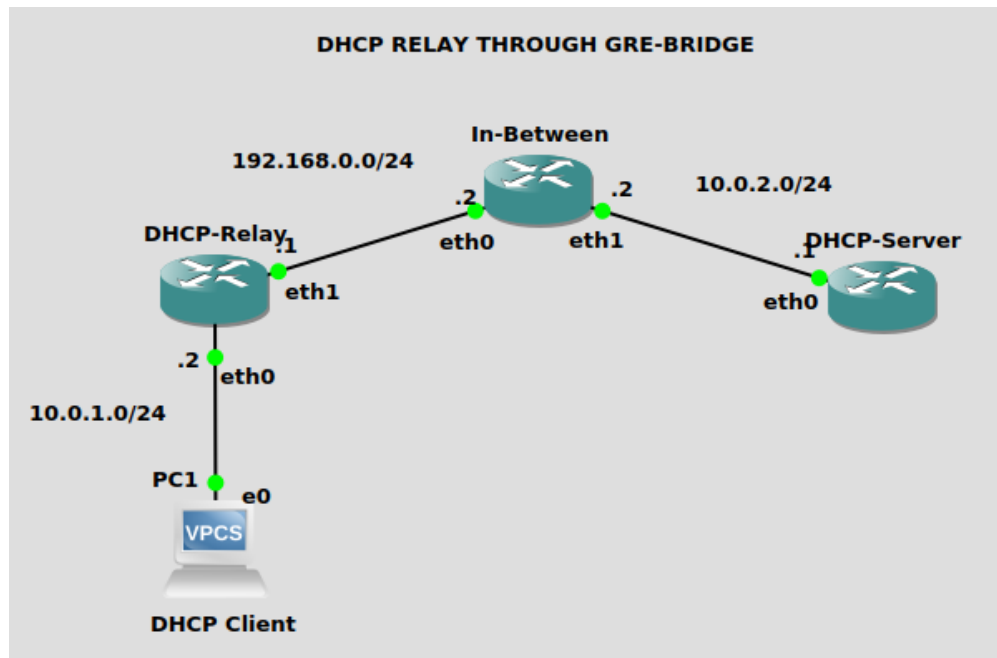 DHCP RELAY THROUGH GRE-BRIDGE
In-Between
192.168.0.0/24
.2
.2
10.0.2.0/24
DHCP-Relay
.1
eth0
eth1
.1
DHCP-Server
eth1
eth0
.2
eth0
10.0.1.0/24
PC1
e0
VPCS
DHCP Client